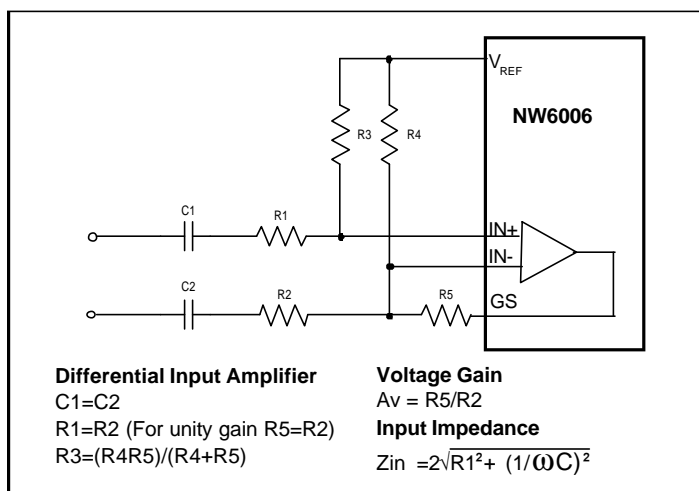 V_REF
NW6006
R3
R4
C1
R1
IN+
IN-
C2
R2
R5
GS
Differential Input Amplifier
C1=C2
R1=R2 (For unity gain R5=R2)
R3=(R4R5)/(R4+R5)
Voltage Gain
Av = R5/R2
Input Impedance
Zin =2√R1²+ (1/ωC)²